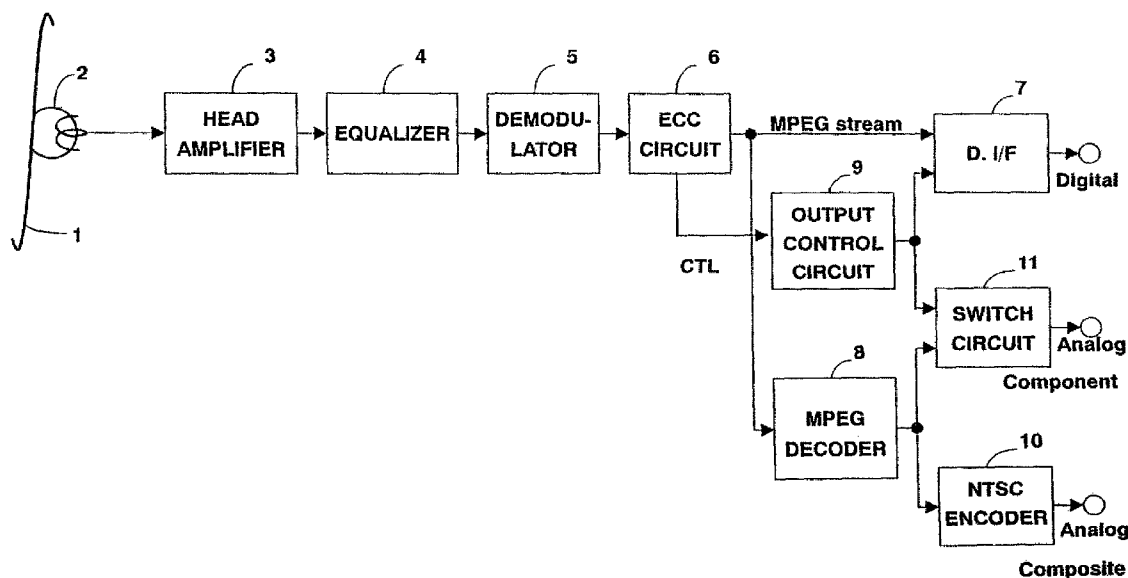 1
2
3
HEAD
AMPLIFIER
4
EQUALIZER
5
DEMODU-
LATOR
6
ECC
CIRCUIT
MPEG stream
7
D. I/F
Digital
CTL
9
OUTPUT
CONTROL
CIRCUIT
11
SWITCH
CIRCUIT
Analog
Component
8
MPEG
DECODER
10
NTSC
ENCODER
Analog
Composite